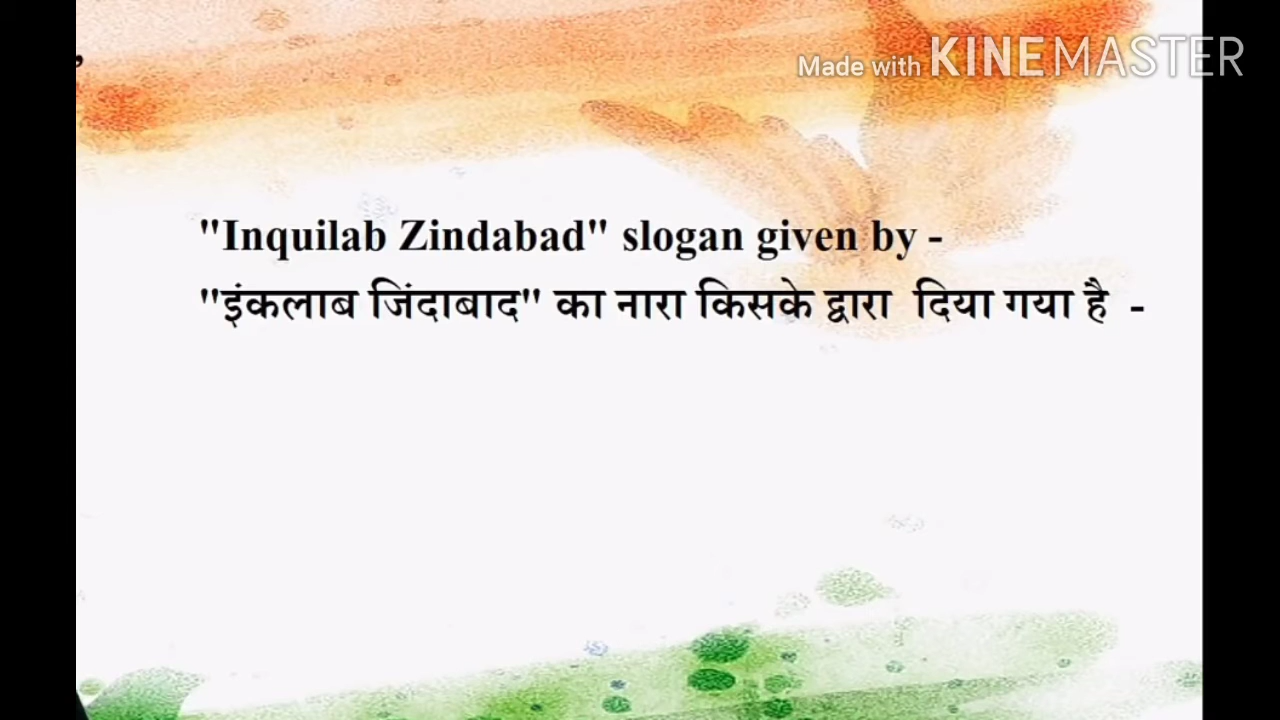 Made with KINEMASTER
"Inquilab Zindabad" slogan given by -
"इंकलाब जिंदाबाद" का नारा किसके द्वारा दिया गया है -